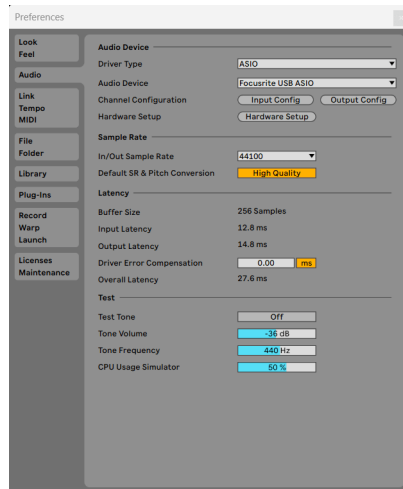 Preferences
Look
Feel
Audio
Link
Tempo
MIDI
File
Folder
Library
Plug-Ins
Record
Warp
Launch
Licenses
Maintenance
Audio Device
Driver Type ASIO
Audio Device Focusrite USB ASIO
Channel Configuration Input Config Output Config
Hardware Setup Hardware Setup
Sample Rate
In/Out Sample Rate 44100
Default SR & Pitch Conversion High Quality
Latency
Buffer Size 256 Samples
Input Latency 12.8 ms
Output Latency 14.8 ms
Driver Error Compensation 0.00 ms
Overall Latency 27.6 ms
Test
Test Tone Off
Tone Volume -36 dB
Tone Frequency 440 Hz
CPU Usage Simulator 50 %